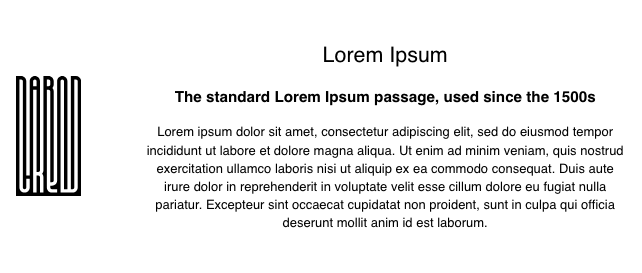 CREW
Lorem Ipsum
The standard Lorem Ipsum passage, used since the 1500s
Lorem ipsum dolor sit amet, consectetur adipiscing elit, sed do eiusmod tempor
incididunt ut labore et dolore magna aliqua. Ut enim ad minim veniam, quis nostrud
exercitation ullamco laboris nisi ut aliquip ex ea commodo consequat. Duis aute
irure dolor in reprehenderit in voluptate velit esse cillum dolore eu fugiat nulla
pariatur. Excepteur sint occaecat cupidatat non proident, sunt in culpa qui officia
deserunt mollit anim id est laborum.